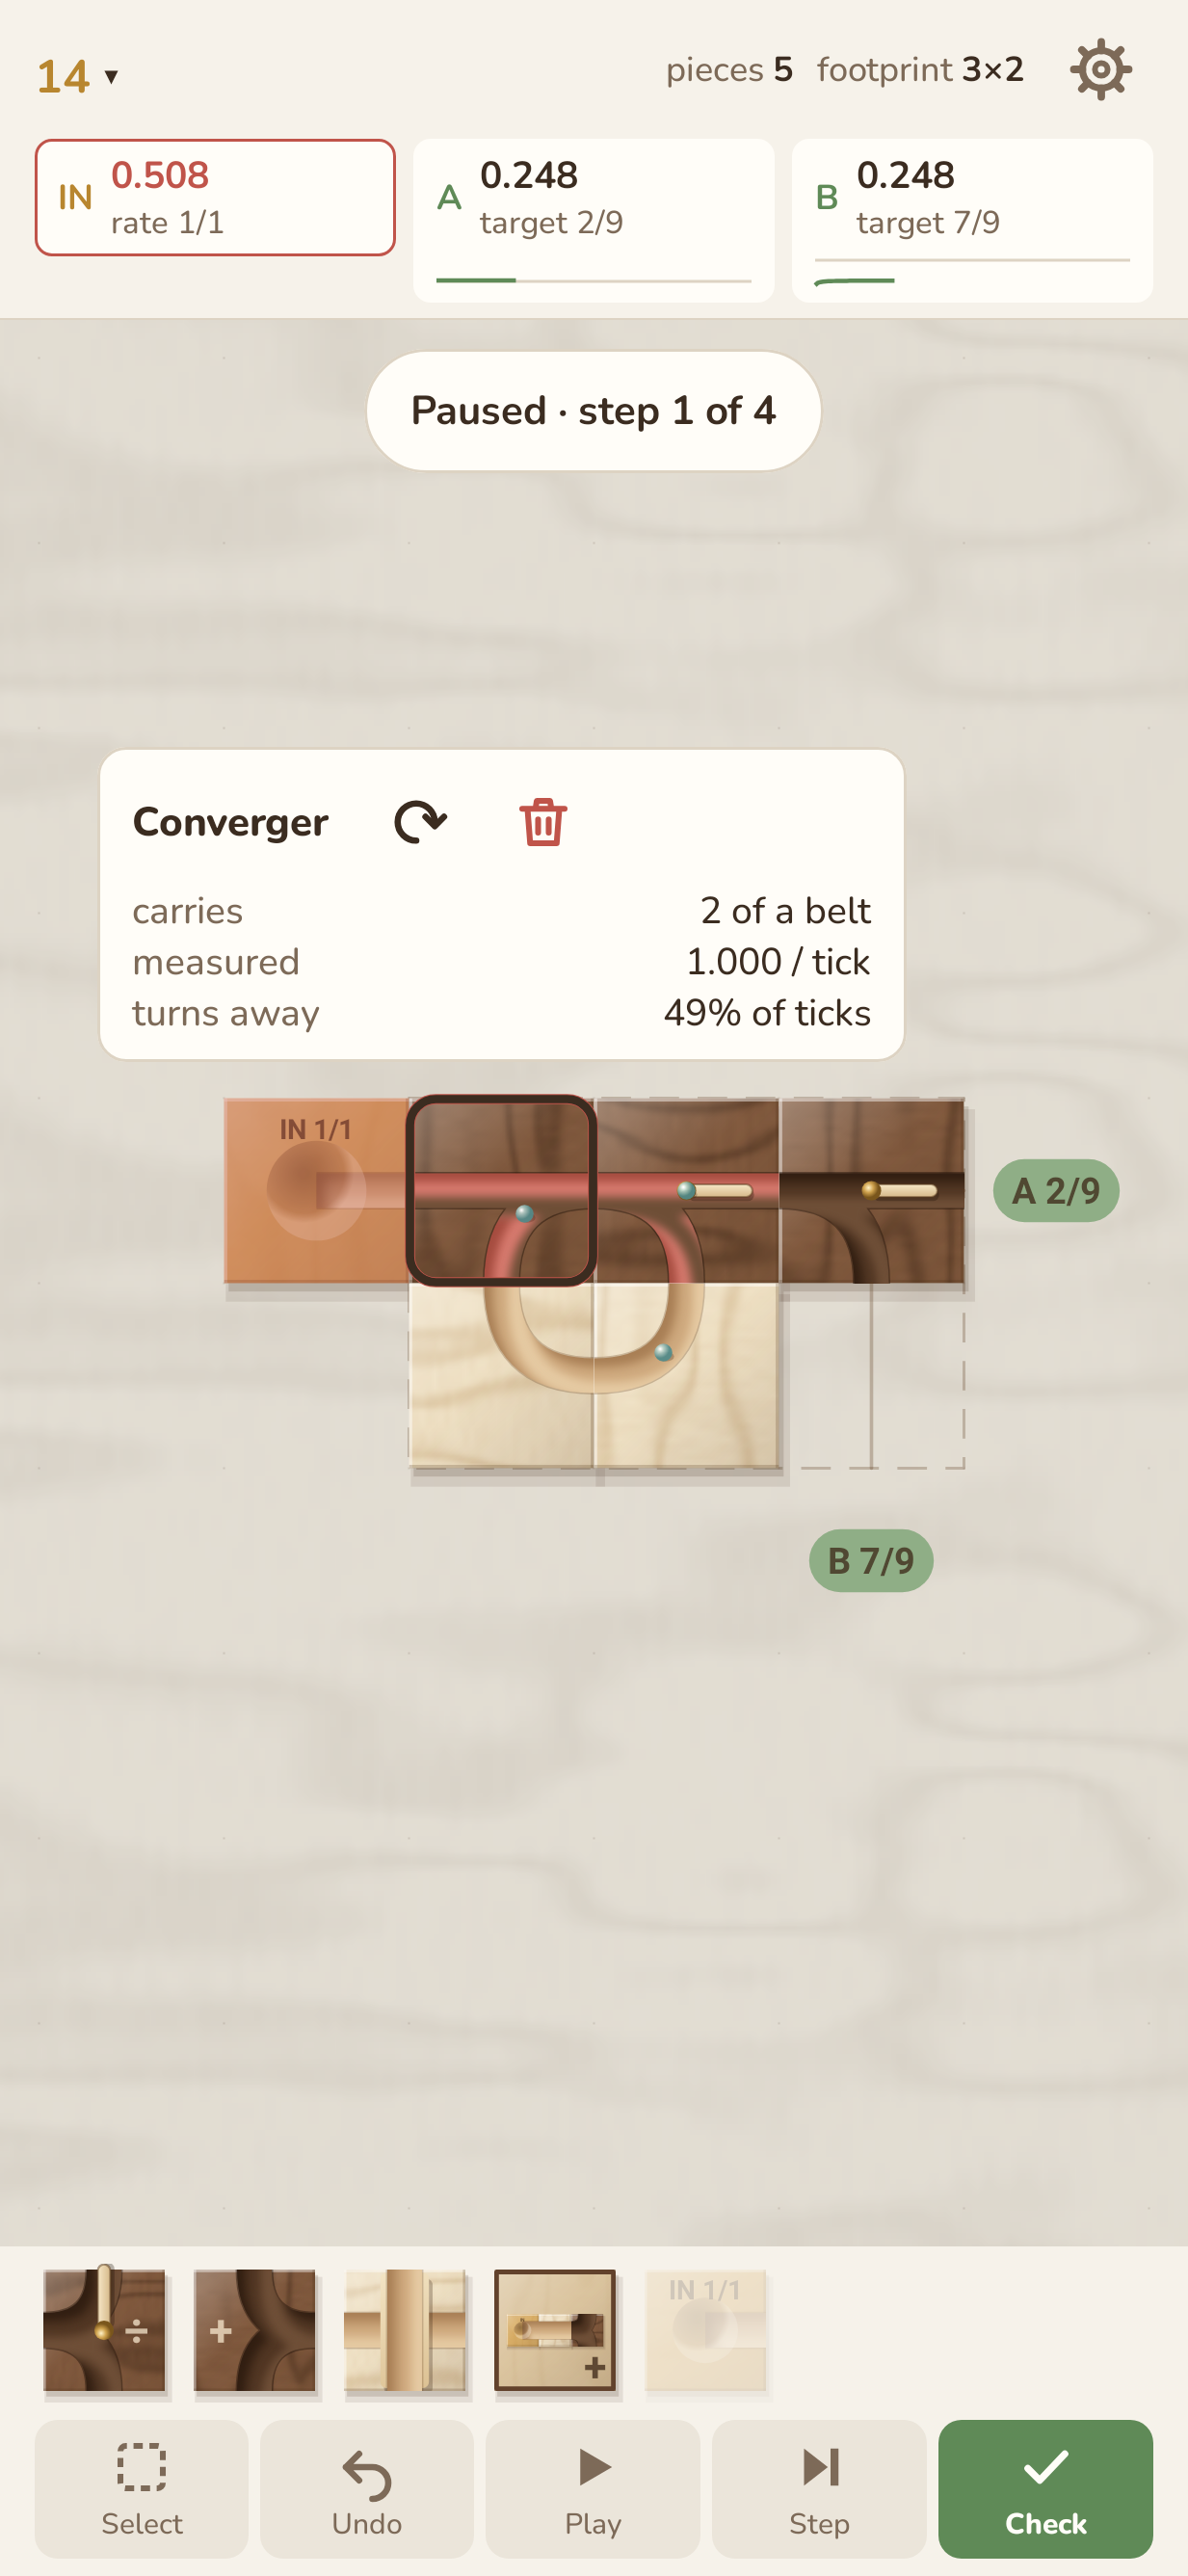 14 ▾
pieces 5 footprint 3×2
IN 0.508
rate 1/1
A 0.248
target 2/9
B 0.248
target 7/9
Paused · step 1 of 4
Converger
carries 2 of a belt
measured 1.000 / tick
turns away 49% of ticks
IN 1/1
A 2/9
B 7/9
÷
+
+
IN 1/1
Select
Undo
Play
Step
Check